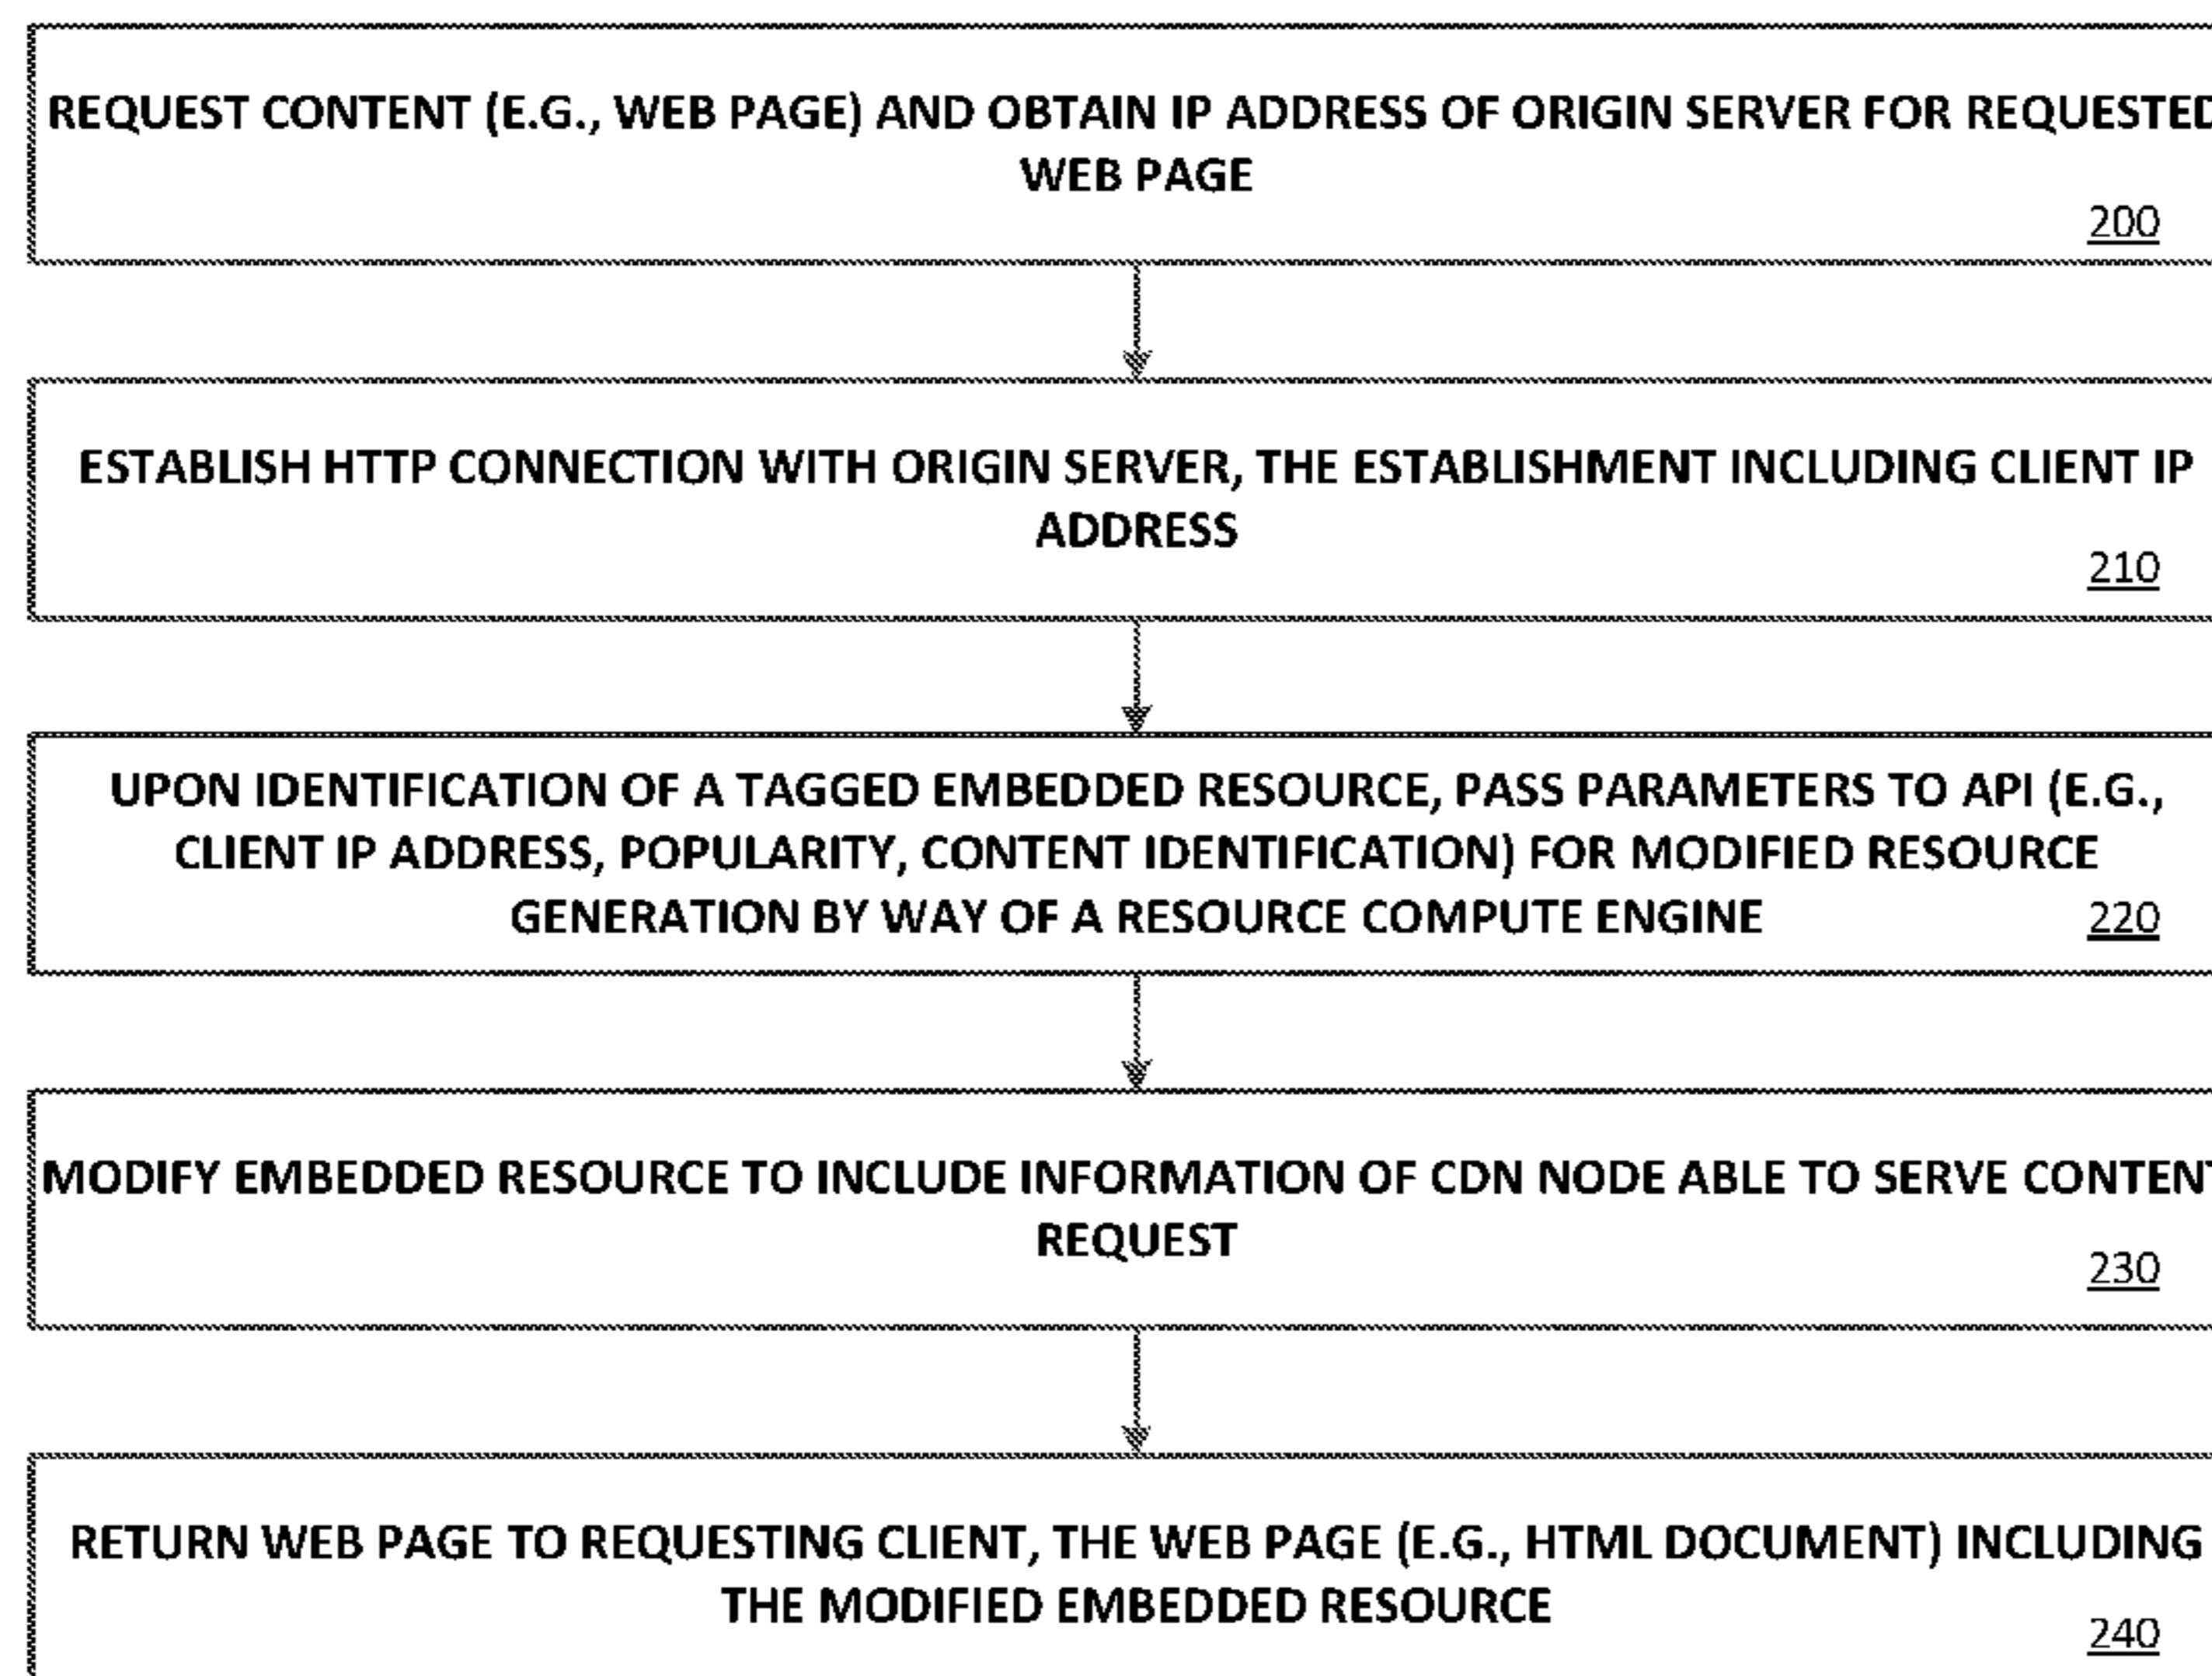 REQUEST CONTENT (E.G., WEB PAGE) AND OBTAIN IP ADDRESS OF ORIGIN SERVER FOR REQUESTED
WEB PAGE
200
ESTABLISH HTTP CONNECTION WITH ORIGIN SERVER, THE ESTABLISHMENT INCLUDING CLIENT IP
ADDRESS
210
UPON IDENTIFICATION OF A TAGGED EMBEDDED RESOURCE, PASS PARAMETERS TO API (E.G.,
CLIENT IP ADDRESS, POPULARITY, CONTENT IDENTIFICATION) FOR MODIFIED RESOURCE
GENERATION BY WAY OF A RESOURCE COMPUTE ENGINE 220
MODIFY EMBEDDED RESOURCE TO INCLUDE INFORMATION OF CDN NODE ABLE TO SERVE CONTENT
REQUEST
230
RETURN WEB PAGE TO REQUESTING CLIENT, THE WEB PAGE (E.G., HTML DOCUMENT) INCLUDING
THE MODIFIED EMBEDDED RESOURCE
240